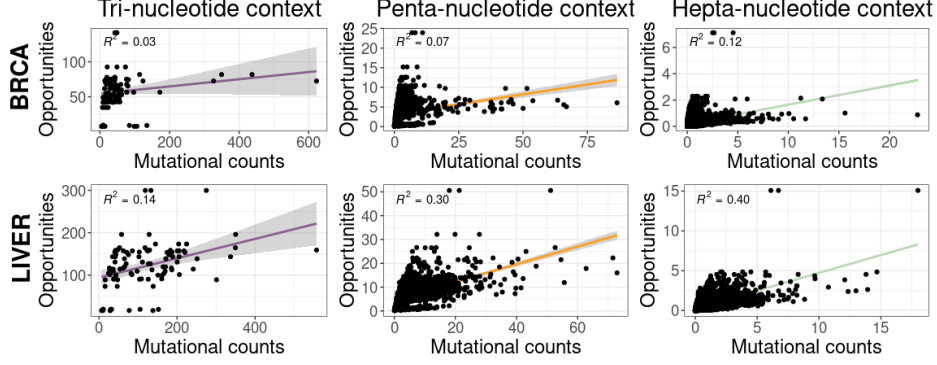 Tri-nucleotide context
Penta-nucleotide context
Hepta-nucleotide context
BRCA
Opportunities
100
50
R² = 0.03
0
200
400
600
Mutational counts
Opportunities
25
20
15
10
5
0
R² = 0.07
0
25
50
75
Mutational counts
Opportunities
6
4
2
0
R² = 0.12
0
5
10
15
20
Mutational counts
LIVER
Opportunities
300
200
100
R² = 0.14
0
200
400
Mutational counts
Opportunities
50
40
30
20
10
0
R² = 0.30
0
20
40
60
Mutational counts
Opportunities
15
10
5
0
R² = 0.40
0
5
10
15
Mutational counts